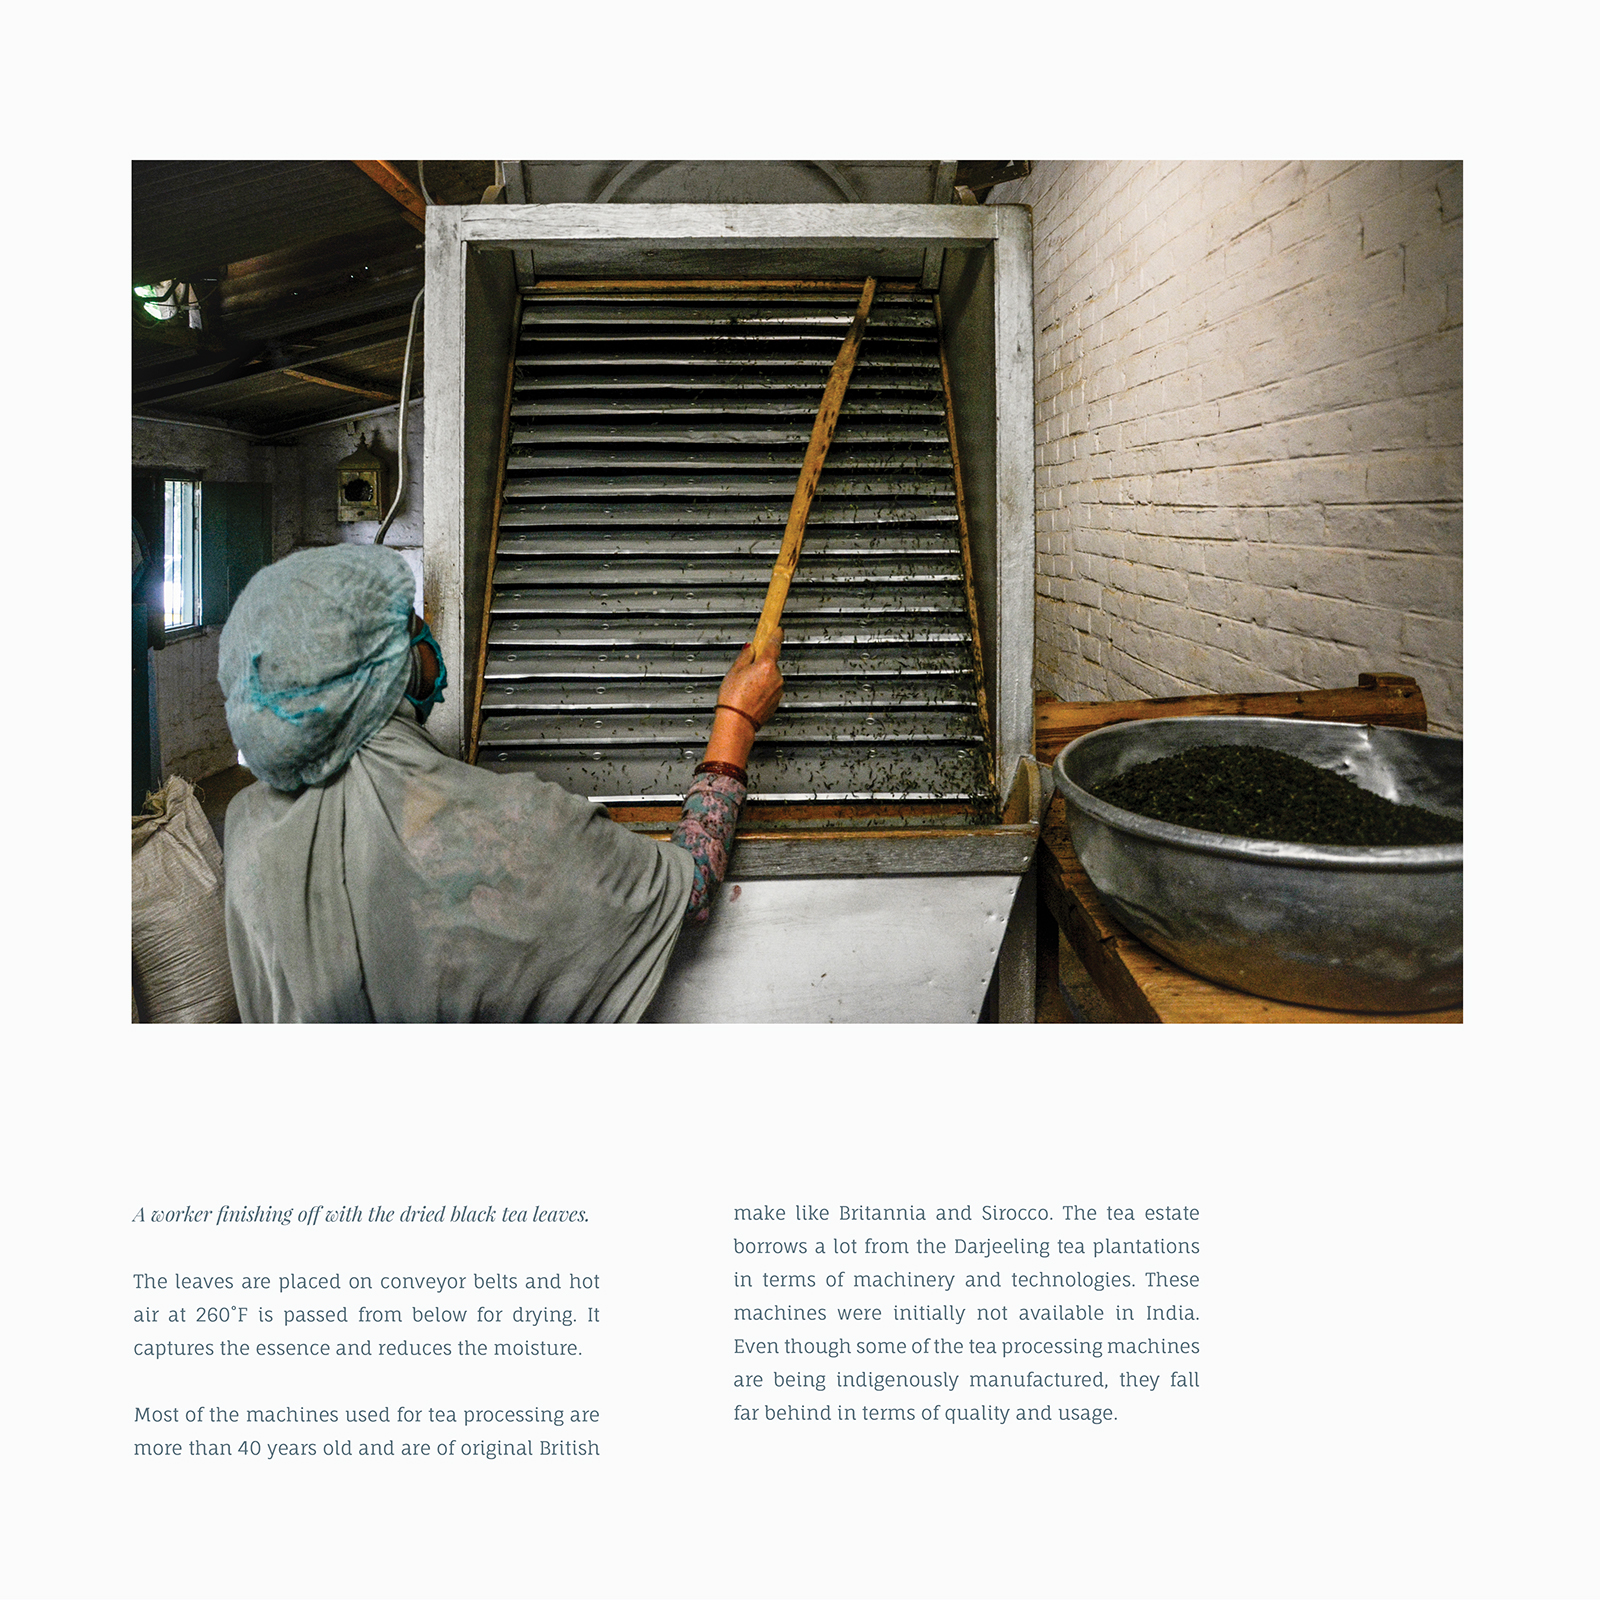 A worker finishing off with the dried black tea leaves.
The leaves are placed on conveyor belts and hot
air at 260°F is passed from below for drying. It
captures the essence and reduces the moisture.
Most of the machines used for tea processing are
more than 40 years old and are of original British
make like Britannia and Sirocco. The tea estate
borrows a lot from the Darjeeling tea plantations
in terms of machinery and technologies. These
machines were initially not available in India.
Even though some of the tea processing machines
are being indigenously manufactured, they fall
far behind in terms of quality and usage.